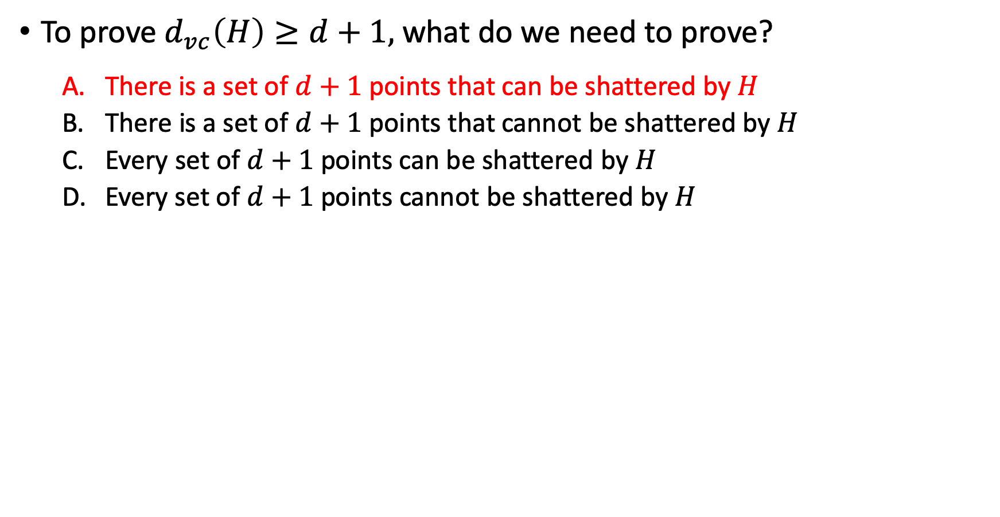 • To prove $d_{vc}(H) \geq d + 1$, what do we need to prove?
A. There is a set of $d + 1$ points that can be shattered by $H$
B. There is a set of $d + 1$ points that cannot be shattered by $H$
C. Every set of $d + 1$ points can be shattered by $H$
D. Every set of $d + 1$ points cannot be shattered by $H$